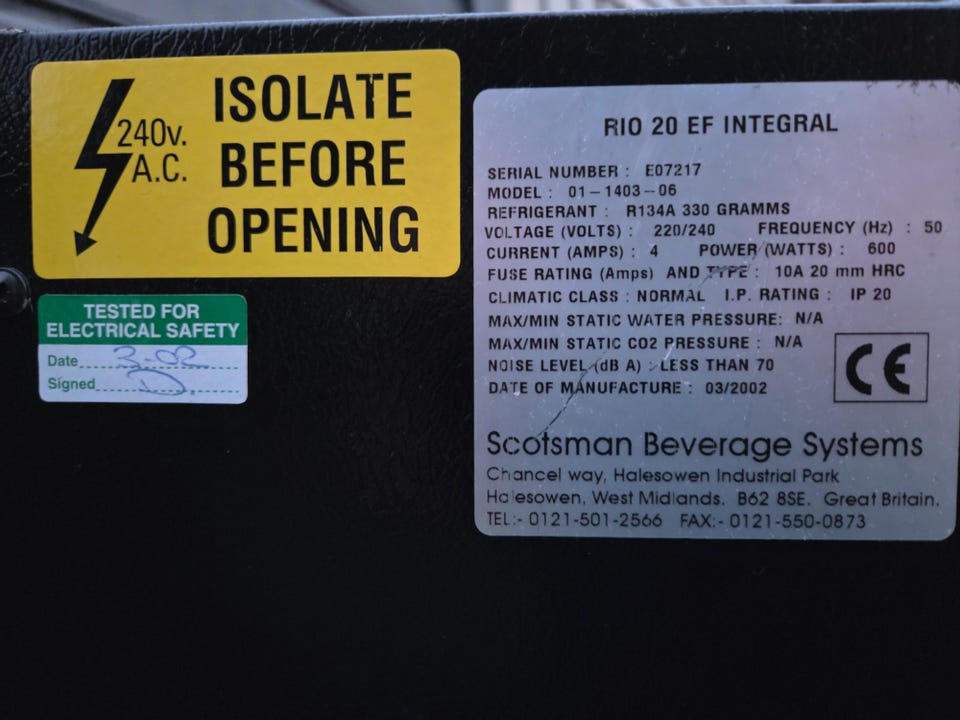 240v.
A.C.
ISOLATE
BEFORE
OPENING
TESTED FOR
ELECTRICAL SAFETY
Date 3-02
Signed D.
RIO 20 EF INTEGRAL
SERIAL NUMBER : E07217
MODEL : 01-1403-06
REFRIGERANT : R134A 330 GRAMMS
VOLTAGE (VOLTS) : 220/240 FREQUENCY (Hz) : 50
CURRENT (AMPS) : 4 POWER (WATTS) : 600
FUSE RATING (Amps) AND TYPE : 10A 20 mm HRC
CLIMATIC CLASS : NORMAL I.P. RATING : IP 20
MAX/MIN STATIC WATER PRESSURE: N/A
MAX/MIN STATIC CO2 PRESSURE : N/A
NOISE LEVEL (dB A) : LESS THAN 70
DATE OF MANUFACTURE : 03/2002
CE
Scotsman Beverage Systems
Chancel way, Halesowen Industrial Park
Halesowen, West Midlands. B62 8SE. Great Britain.
TEL:- 0121-501-2566 FAX:- 0121-550-0873